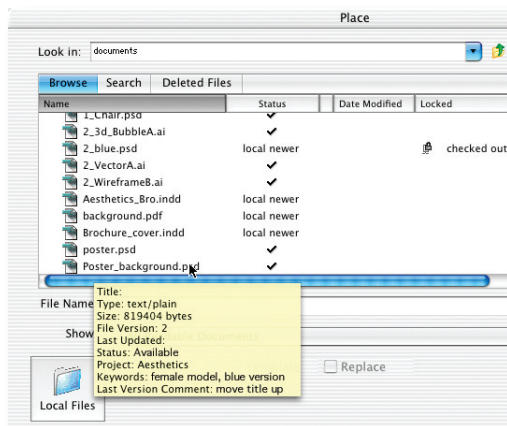 Place
Look in: documents
Browse Search Deleted Files
Name Status Date Modified Locked
1_Chair.psd ✔
2_3d_BubbleA.ai ✔
2_blue.psd local newer checked out
2_VectorA.ai ✔
2_WireframeB.ai ✔
Aesthetics_Bro.indd local newer
background.pdf local newer
Brochure_cover.indd local newer
poster.psd ✔
Poster_background.psd ✔
File Name
Title:
Type: text/plain
Size: 819404 bytes
File Version: 2
Last Updated:
Show
Status: Available
Project: Aesthetics
Replace
Keywords: female model, blue version
Last Version Comment: move title up
Local Files